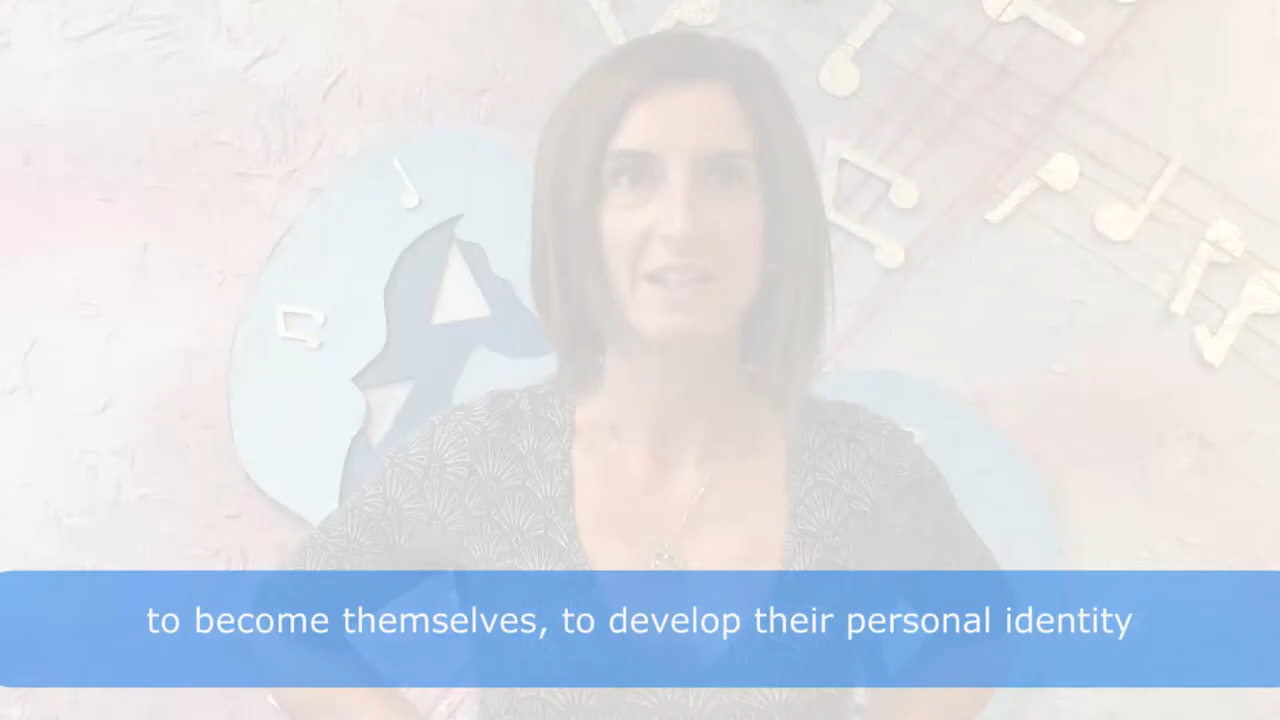 to become themselves, to develop their personal identity